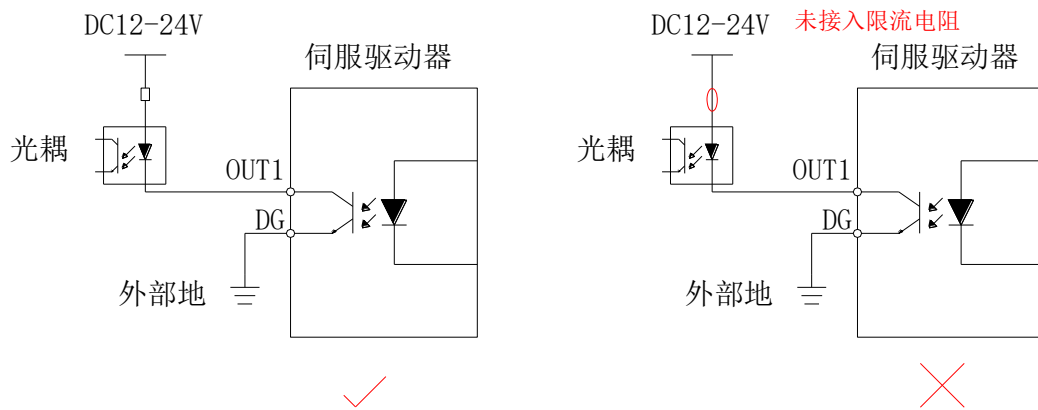 DC12-24V
伺服驱动器
光耦
OUT1
DG
外部地
DC12-24V
未接入限流电阻
伺服驱动器
光耦
OUT1
DG
外部地